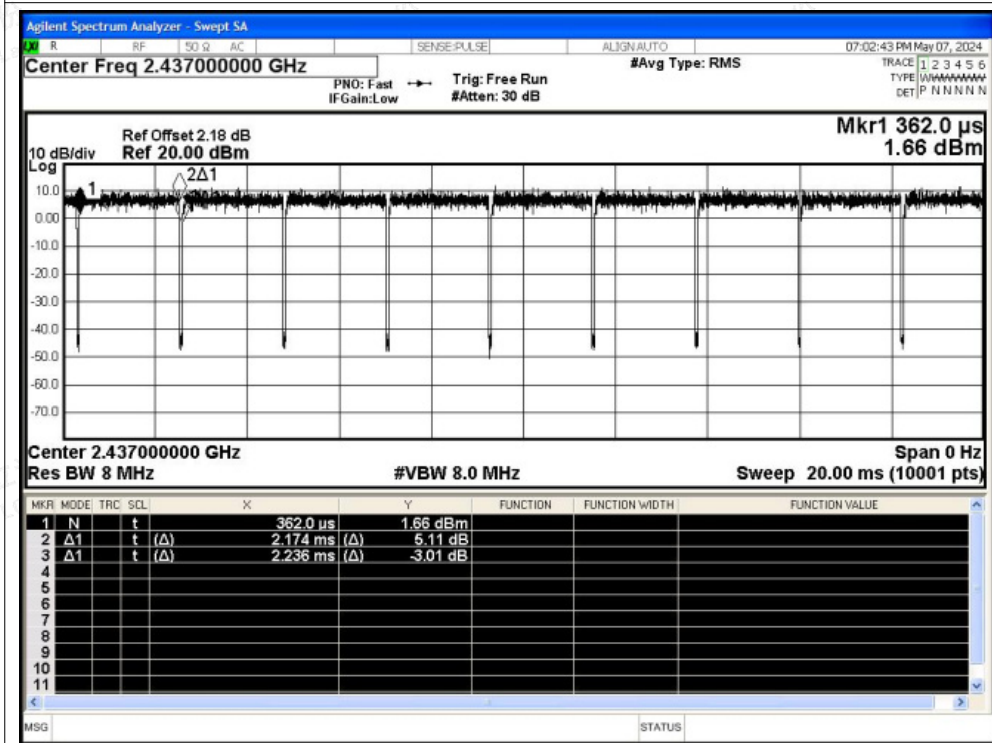 Agilent Spectrum Analyzer - Swept SA
LXI R RF 50 Ω AC SENSE:PULSE ALIGN AUTO 07:02:43 PM May 07, 2024
Center Freq 2.437000000 GHz #Avg Type: RMS TRACE 1 2 3 4 5 6
PNO: Fast Trig: Free Run TYPE
IFGain:Low #Atten: 30 dB DET P N N N N N
Mkr1 362.0 µs
Ref Offset 2.18 dB
10 dB/div Ref 20.00 dBm 1.66 dBm
Log
2Δ1
10.0
1
0.00
-10.0
-20.0
-30.0
-40.0
-50.0
-60.0
-70.0
Center 2.437000000 GHz Span 0 Hz
Res BW 8 MHz #VBW 8.0 MHz Sweep 20.00 ms (10001 pts)
MKR MODE TRC SCL X Y FUNCTION FUNCTION WIDTH FUNCTION VALUE
1 N t 362.0 µs 1.66 dBm
2 Δ1 t (Δ) 2.174 ms (Δ) 5.11 dB
3 Δ1 t (Δ) 2.236 ms (Δ) -3.01 dB
4
5
6
7
8
9
10
11
MSG STATUS